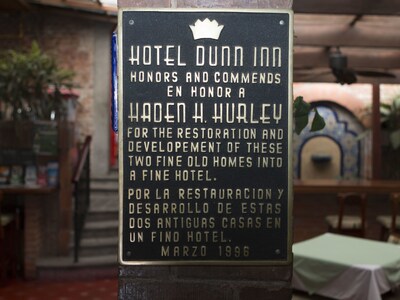 HOTEL DUNN INN
HONORS AND COMMENDS
EN HONOR A
HADEN H. HURLEY
FOR THE RESTORATION AND
DEVELOPEMENT OF THESE
TWO FINE OLD HOMES INTO
A FINE HOTEL.
POR LA RESTAURACION Y
DESARROLLO DE ESTAS
DOS ANTIGUAS CASAS EN
UN FINO HOTEL.
MARZO 1996